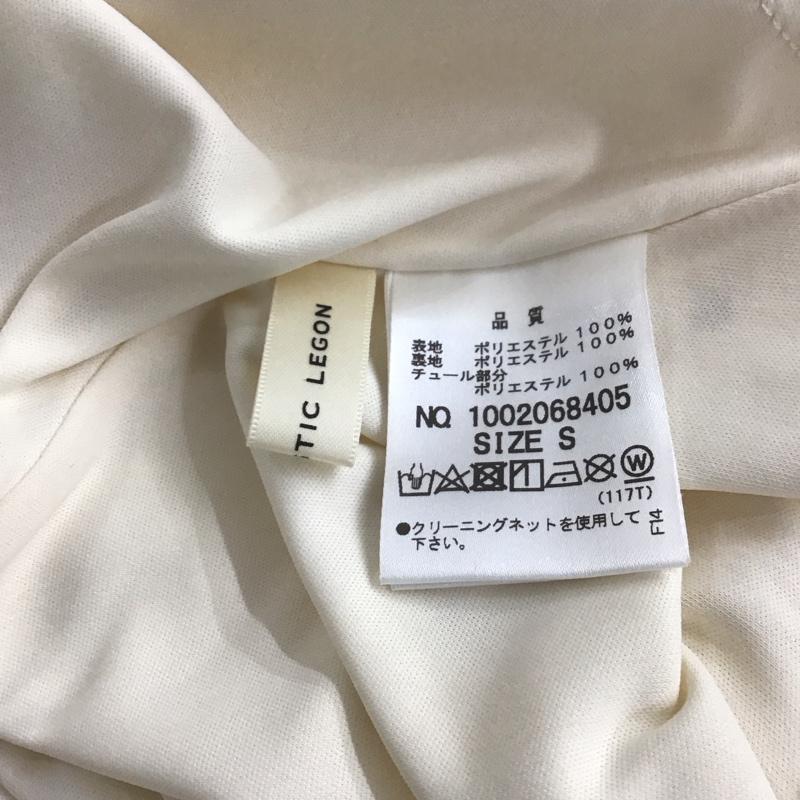 STIC LEGON
品質
表地 ポリエステル 100%
裏地 ポリエステル 100%
チュール部分
ポリエステル 100%
NO. 1002068405
SIZE S
W
(117T)
●クリーニングネットを使用して
下さい。
F14